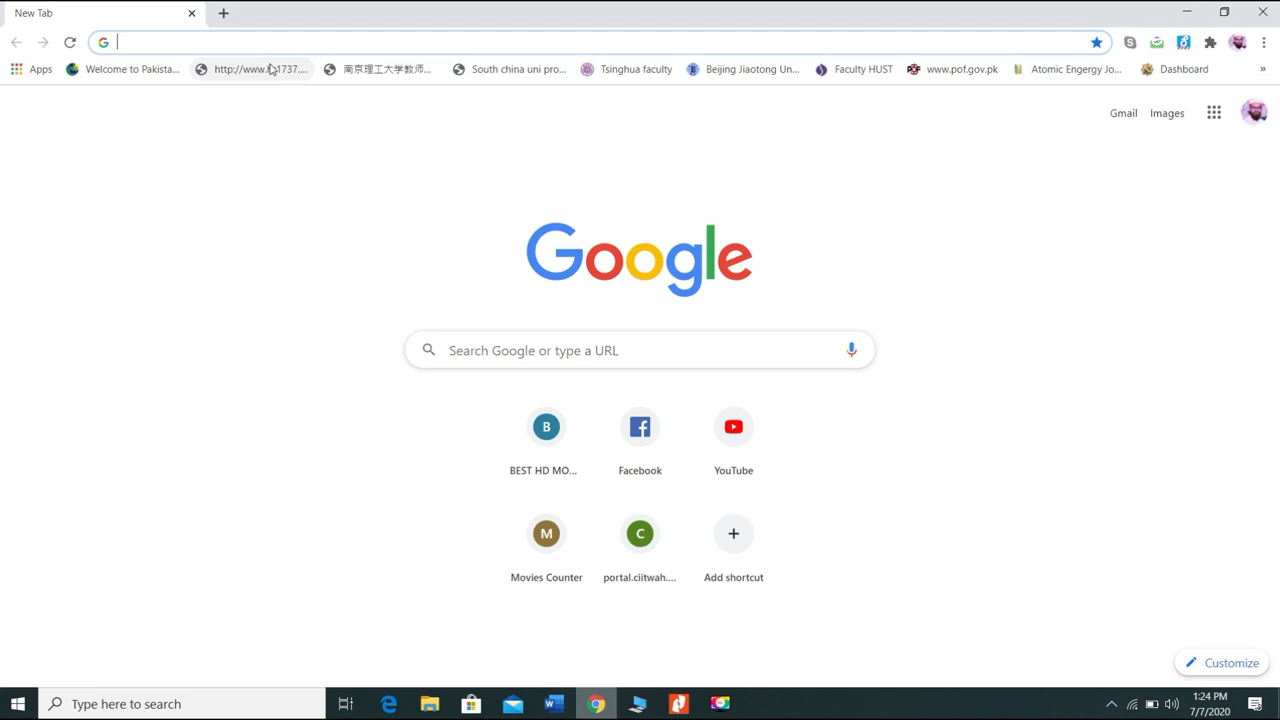 New Tab
Apps
Welcome to Pakista...
http://www. 1737....
南京理工大学教师...
South china uni pro...
Tsinghua faculty
Beijing Jiaotong Un...
Faculty HUST
www.pof.gov.pk
Atomic Engergy Jo...
Dashboard
»
Gmail
Images
Google
Search Google or type a URL
B
BEST HD MO...
Facebook
YouTube
M
Movies Counter
C
portal.ciitwah....
Add shortcut
Customize
Type here to search
1:24 PM
7/7/2020